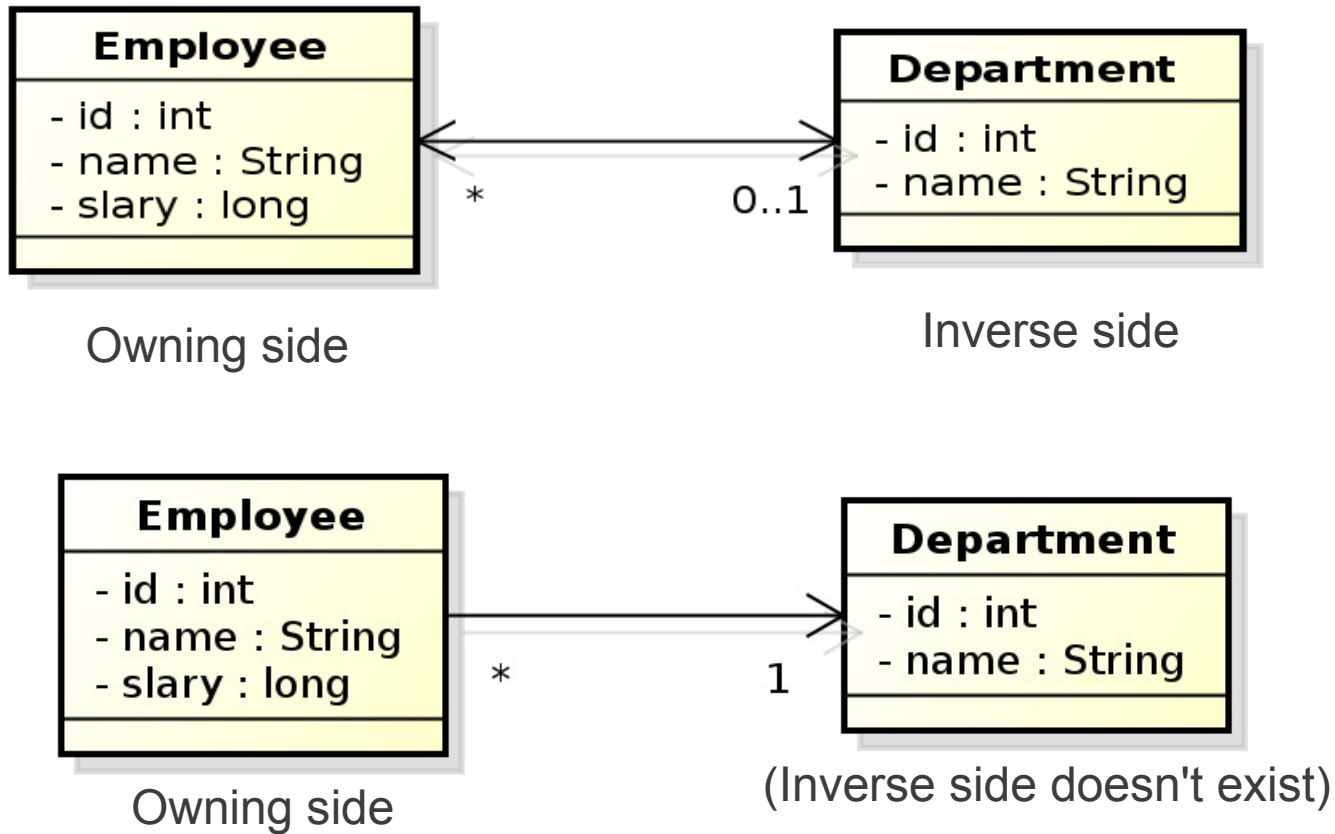 Employee
- id : int
- name : String
- slary : long
*
0..1
Department
- id : int
- name : String
Owning side
Inverse side
Employee
- id : int
- name : String
- slary : long
*
1
Department
- id : int
- name : String
Owning side
(Inverse side doesn't exist)